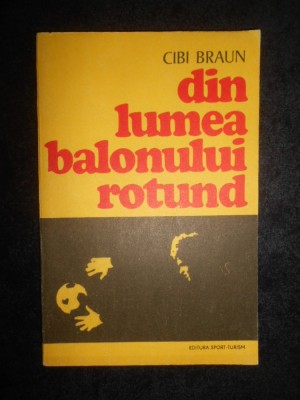 CIBI BRAUN
din
lumea
balonului
rotund
EDITURA SPORT-TURISM